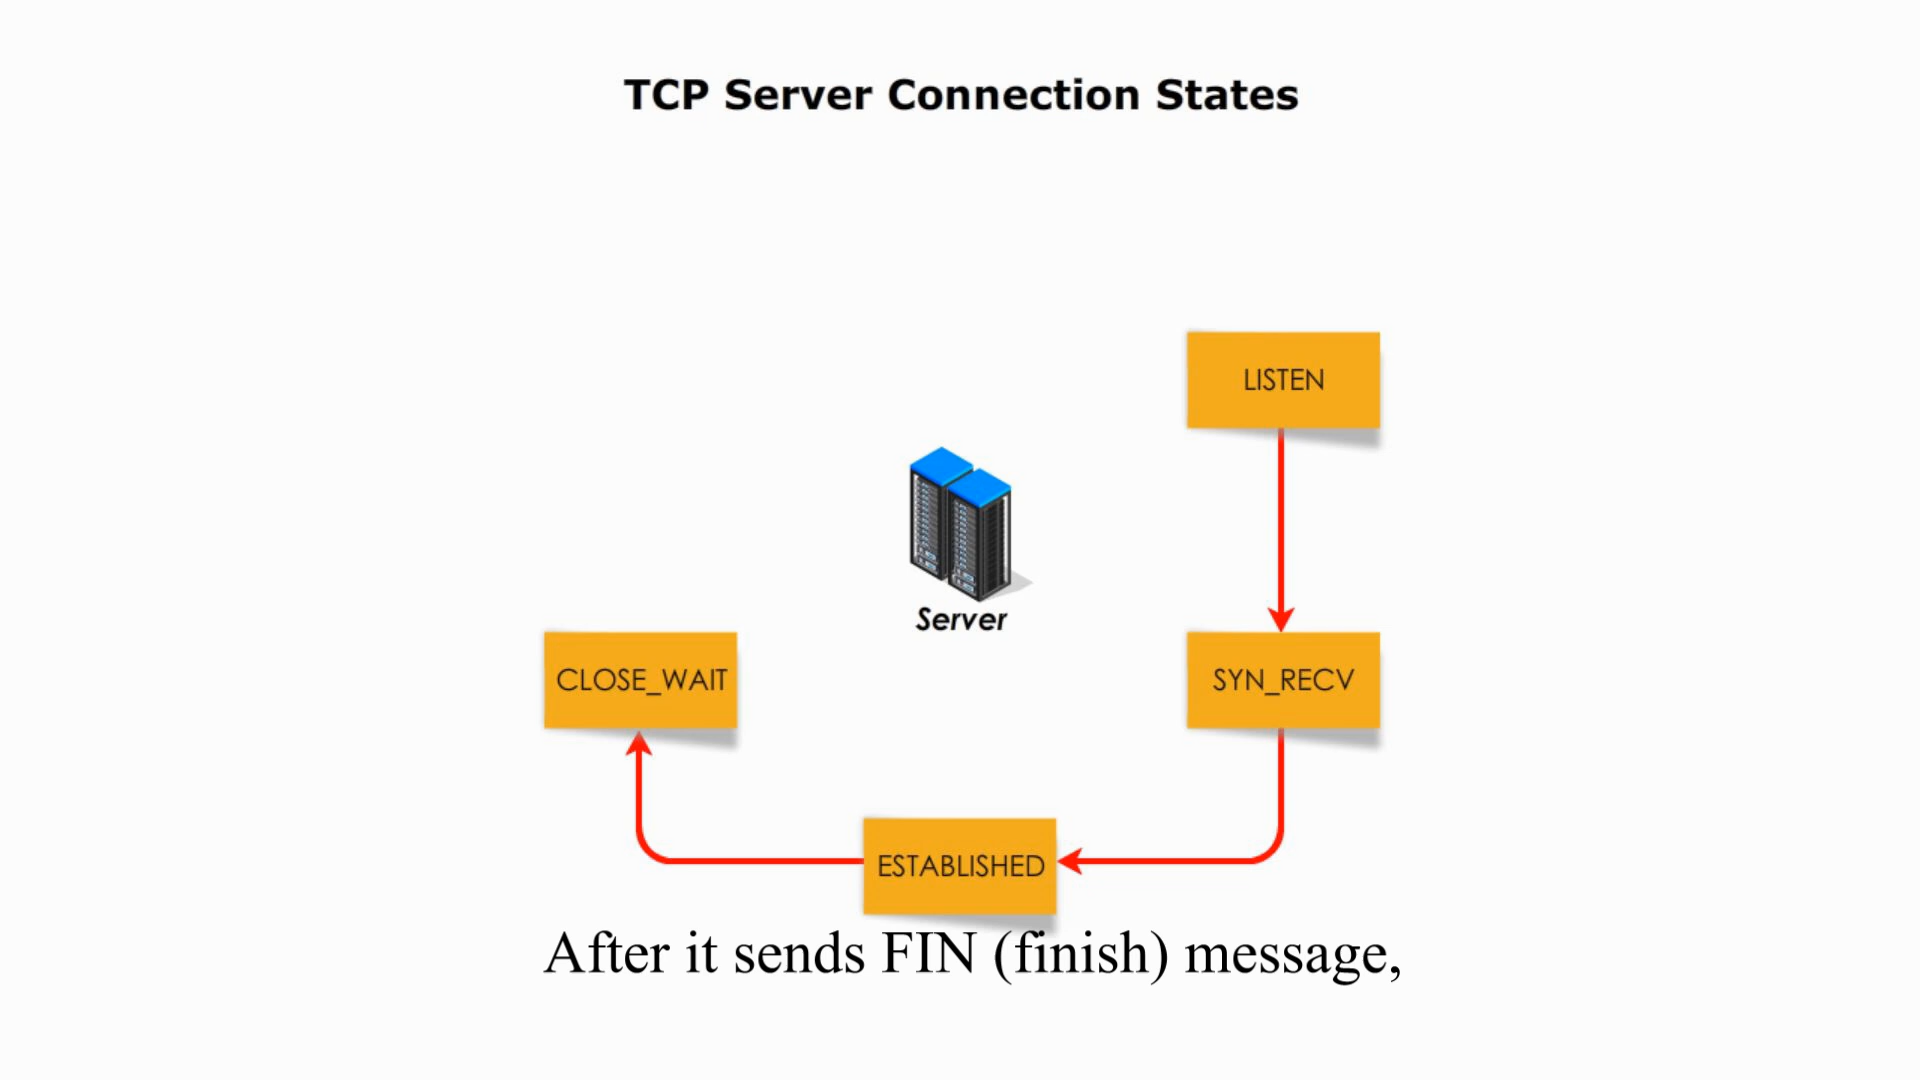 TCP Server Connection States
LISTEN
Server
CLOSE_WAIT
SYN_RECV
ESTABLISHED
After it sends FIN (finish) message,